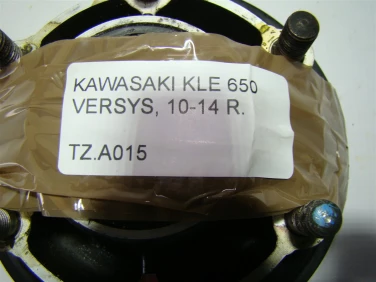 KAWASAKI KLE 650
VERSYS, 10-14 R.
TZ.A015